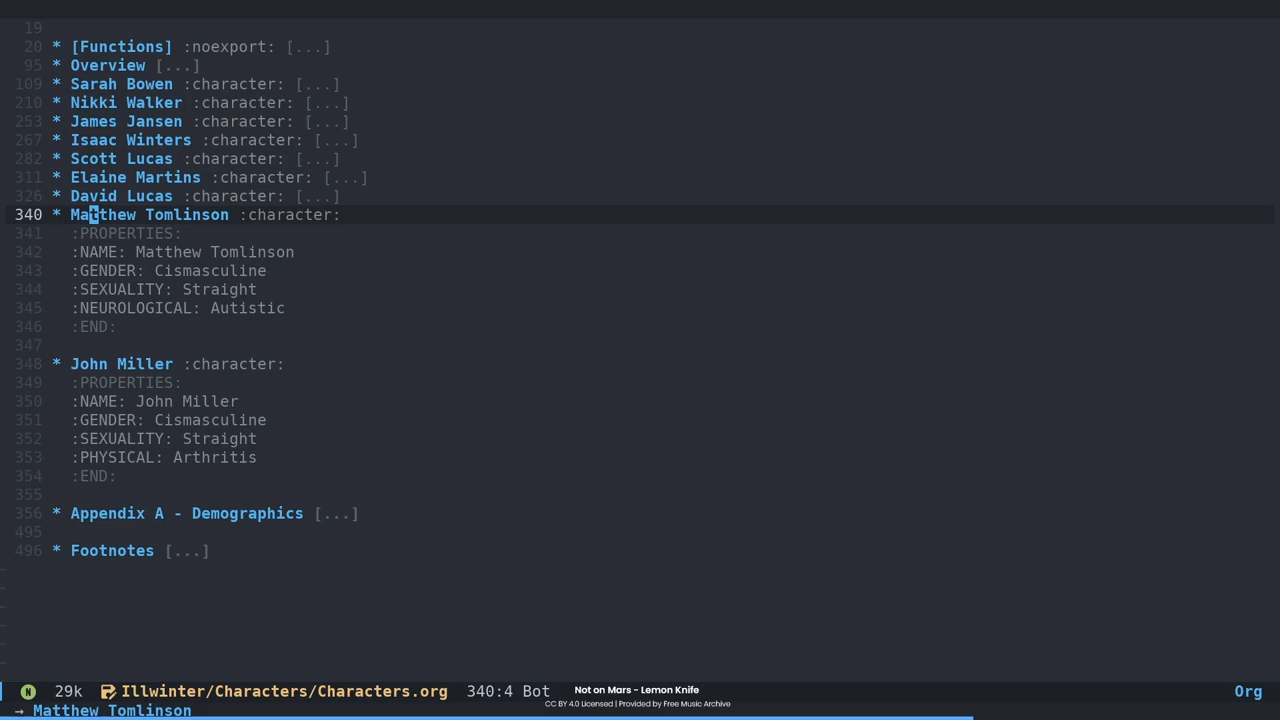 19
20 * [Functions] :noexport: [...]
95 * Overview [...]
109 * Sarah Bowen :character: [...]
210 * Nikki Walker :character: [...]
253 * James Jansen :character: [...]
267 * Isaac Winters :character: [...]
282 * Scott Lucas :character: [...]
311 * Elaine Martins :character: [...]
326 * David Lucas :character: [...]
340 * Matthew Tomlinson :character:
341 :PROPERTIES:
342 :NAME: Matthew Tomlinson
343 :GENDER: Cismasculine
344 :SEXUALITY: Straight
345 :NEUROLOGICAL: Autistic
346 :END:
347
348 * John Miller :character:
349 :PROPERTIES:
350 :NAME: John Miller
351 :GENDER: Cismasculine
352 :SEXUALITY: Straight
353 :PHYSICAL: Arthritis
354 :END:
355
356 * Appendix A - Demographics [...]
495
496 * Footnotes [...]
N 29k Illwinter/Characters/Characters.org 340:4 Bot Not on Mars - Lemon Knife Org
CC BY 4.0 Licensed | Provided by Free Music Archive
→ Matthew Tomlinson